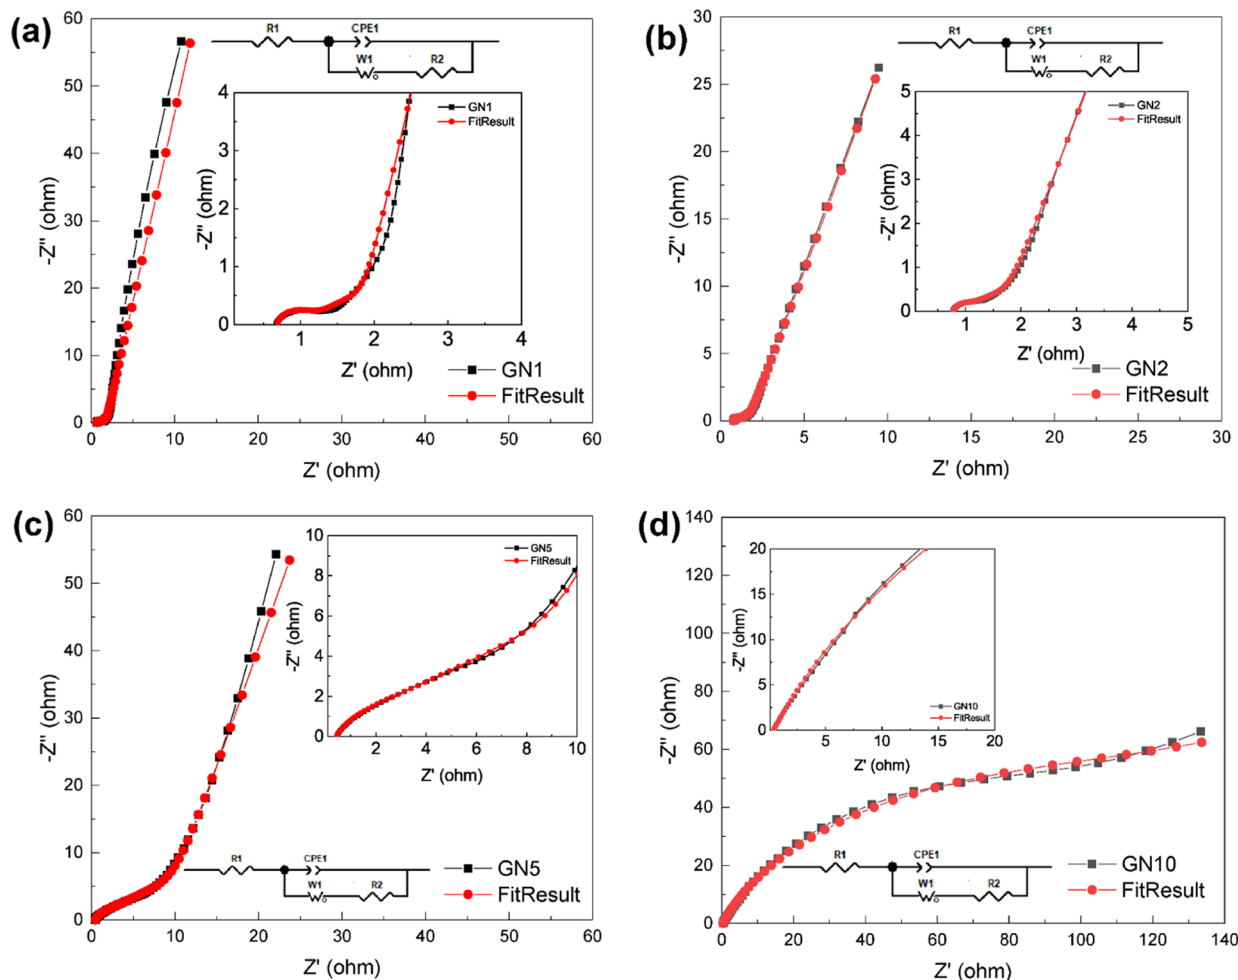 (a)
60
50
40
30
20
10
0
-Z'' (ohm)
0 10 20 30 40 50 60
Z' (ohm)
R1 CPE1
W1 R2
4
3
2
1
0
-Z'' (ohm)
1 2 3 4
Z' (ohm)
GN1
FitResult
GN1
FitResult
(b)
30
25
20
15
10
5
0
-Z'' (ohm)
0 5 10 15 20 25 30
Z' (ohm)
R1 CPE1
W1 R2
5
4
3
2
1
0
-Z'' (ohm)
1 2 3 4 5
Z' (ohm)
GN2
FitResult
GN2
FitResult
(c)
60
50
40
30
20
10
0
-Z'' (ohm)
0 10 20 30 40 50 60
Z' (ohm)
10
8
6
4
2
0
-Z'' (ohm)
2 4 6 8 10
Z' (ohm)
GN5
FitResult
R1 CPE1
W1 R2
GN5
FitResult
(d)
140
120
100
80
60
40
20
0
-Z'' (ohm)
0 20 40 60 80 100 120 140
Z' (ohm)
20
15
10
5
0
-Z'' (ohm)
5 10 15 20
Z' (ohm)
GN10
FitResult
R1 CPE1
W1 R2
GN10
FitResult